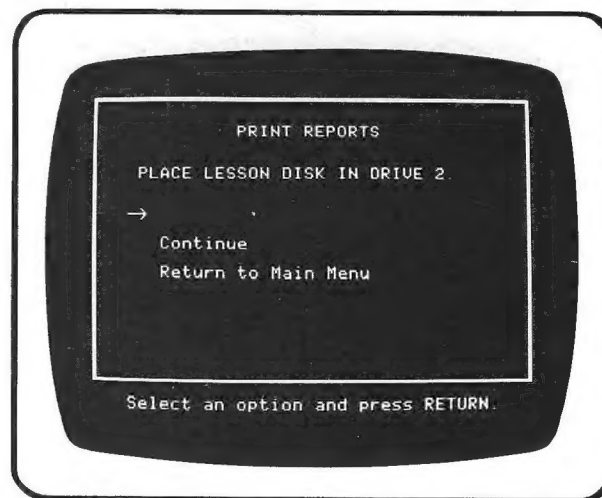 PRINT REPORTS
PLACE LESSON DISK IN DRIVE 2.
→
Continue
Return to Main Menu
Select an option and press RETURN.